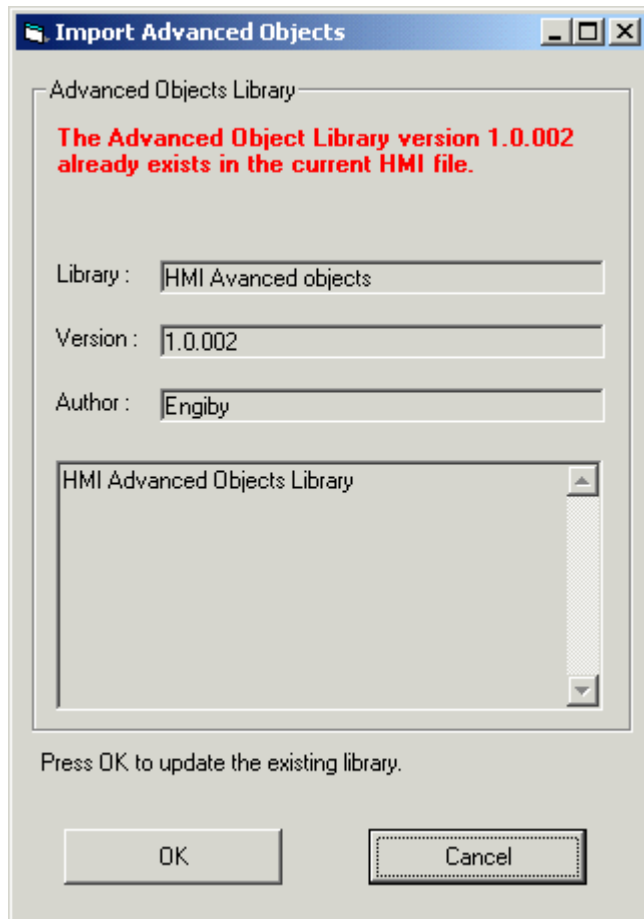 Import Advanced Objects
Advanced Objects Library
The Advanced Object Library version 1.0.002
already exists in the current HMI file.
Library : HMI Avanced objects
Version : 1.0.002
Author : Engiby
HMI Advanced Objects Library
Press OK to update the existing library.
OK Cancel